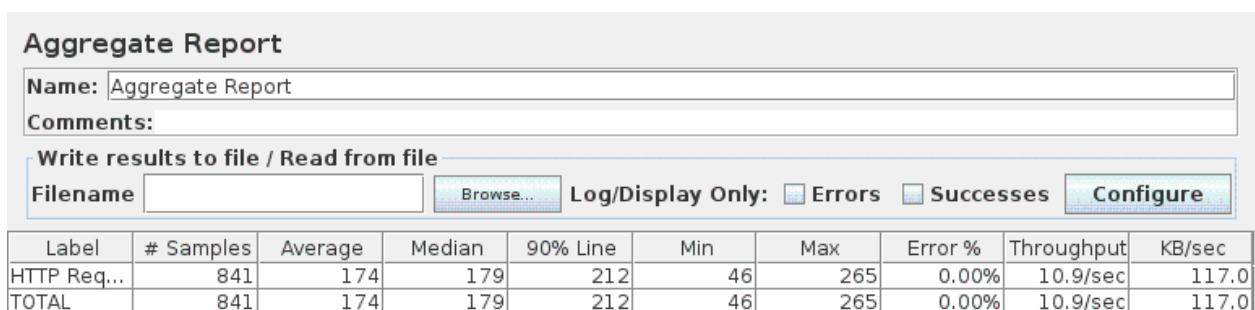 Aggregate Report
Name: Aggregate Report
Comments:
Write results to file / Read from file
Filename Browse... Log/Display Only: Errors Successes Configure
Label # Samples Average Median 90% Line Min Max Error % Throughput KB/sec
HTTP Req... 841 174 179 212 46 265 0.00% 10.9/sec 117.0
TOTAL 841 174 179 212 46 265 0.00% 10.9/sec 117.0